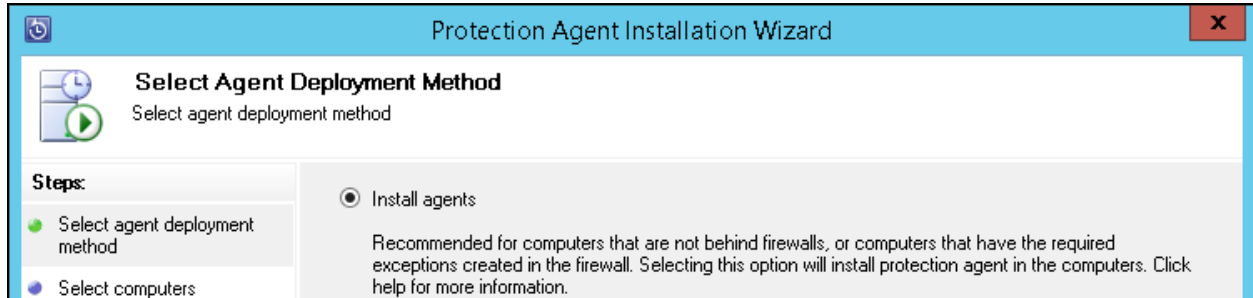 Protection Agent Installation Wizard
x
Select Agent Deployment Method
Select agent deployment method
Steps:
Select agent deployment
method
Select computers
Install agents
Recommended for computers that are not behind firewalls, or computers that have the required
exceptions created in the firewall. Selecting this option will install protection agent in the computers. Click
help for more information.